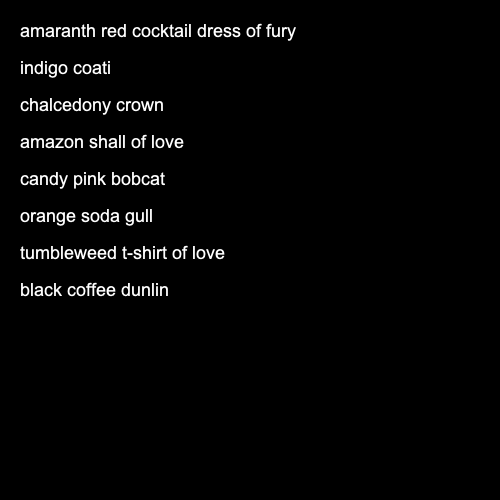 amaranth red cocktail dress of fury
indigo coati
chalcedony crown
amazon shall of love
candy pink bobcat
orange soda gull
tumbleweed t-shirt of love
black coffee dunlin